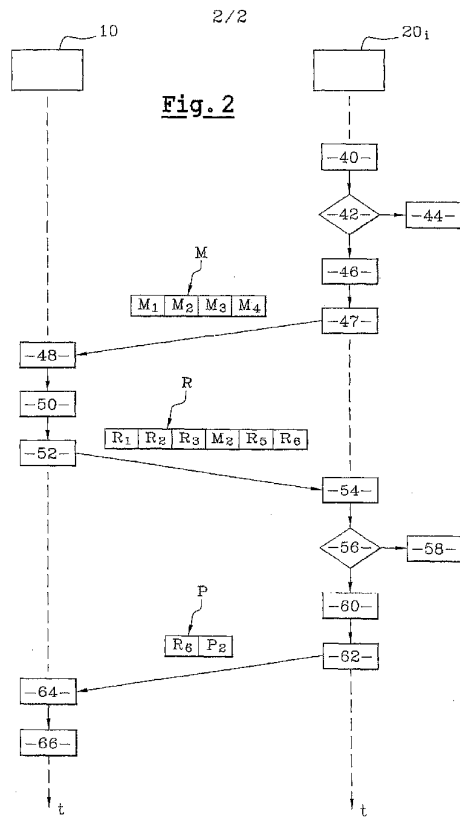 2/2
10
20i
Fig. 2
-40-
-42- -44-
M
-46-
M1 M2 M3 M4
-47-
-48-
-50-
R
R1 R2 R3 M2 R5 R6
-52-
-54-
-56- -58-
P
-60-
R6 P2
-62-
-64-
-66-
t t